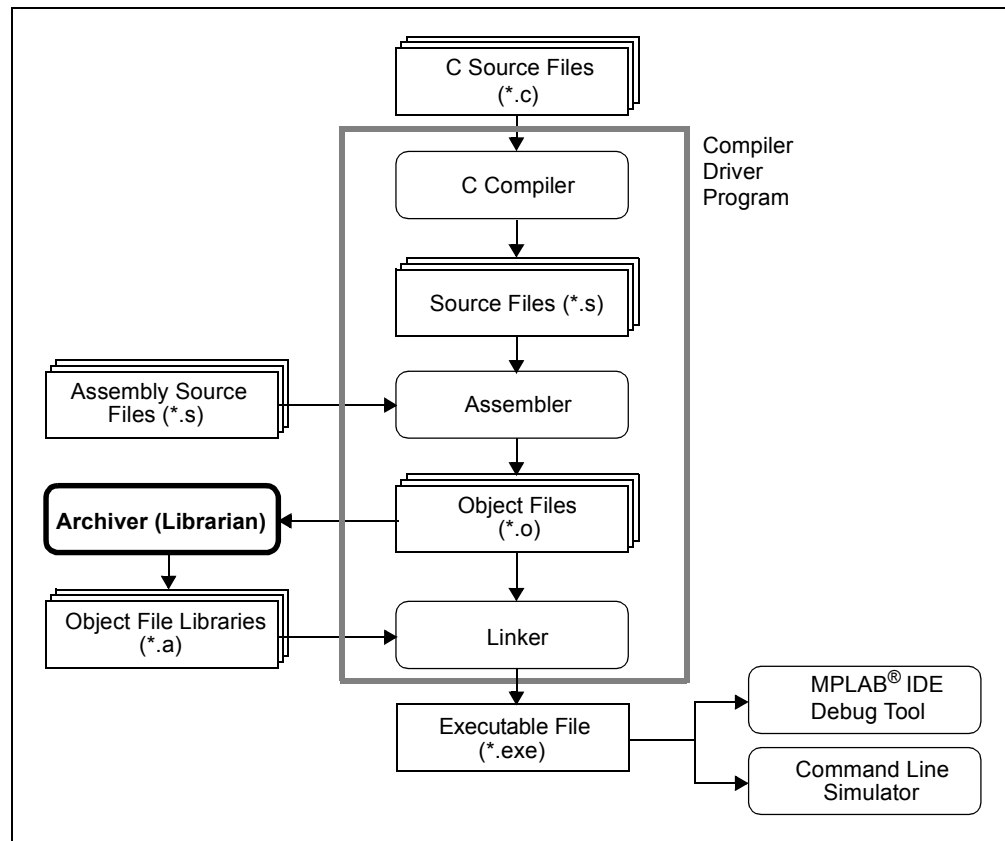 C Source Files
(*.c)
Compiler
Driver
Program
C Compiler
Source Files (*.s)
Assembly Source
Files (*.s)
Assembler
Archiver (Librarian)
Object Files
(*.o)
Object File Libraries
(*.a)
Linker
Executable File
(*.exe)
MPLAB® IDE
Debug Tool
Command Line
Simulator